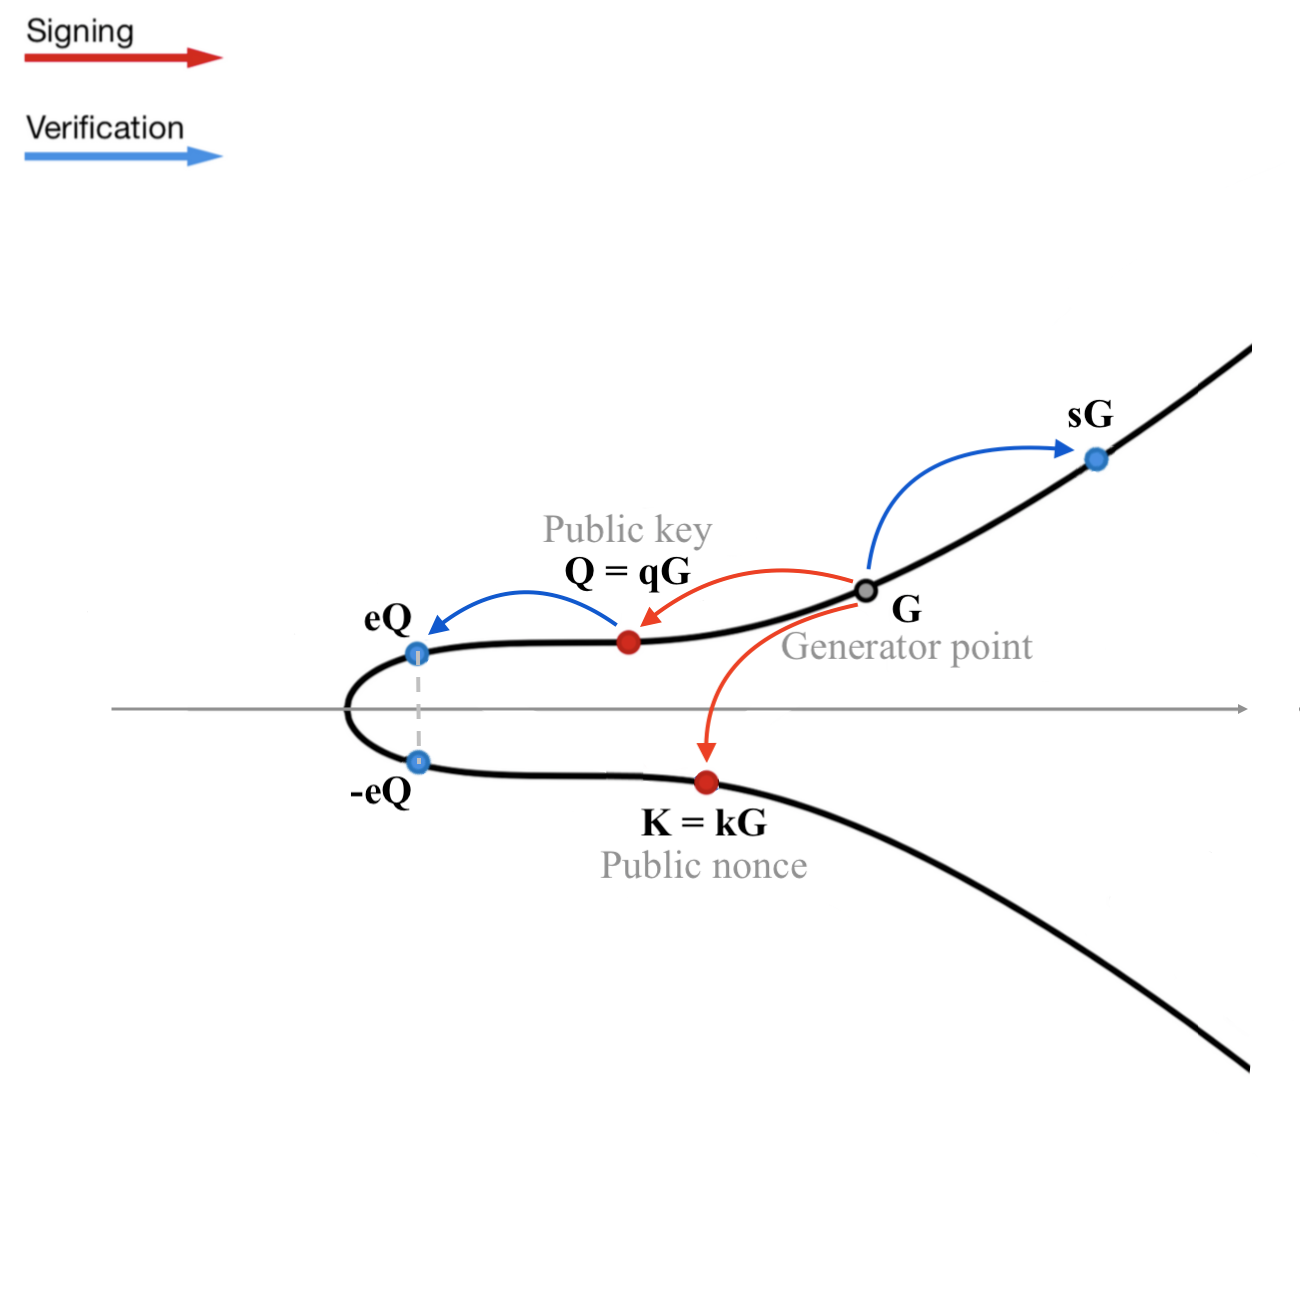 Signing
Verification
sG
Public key
Q = qG
eQ
G
Generator point
-eQ
K = kG
Public nonce